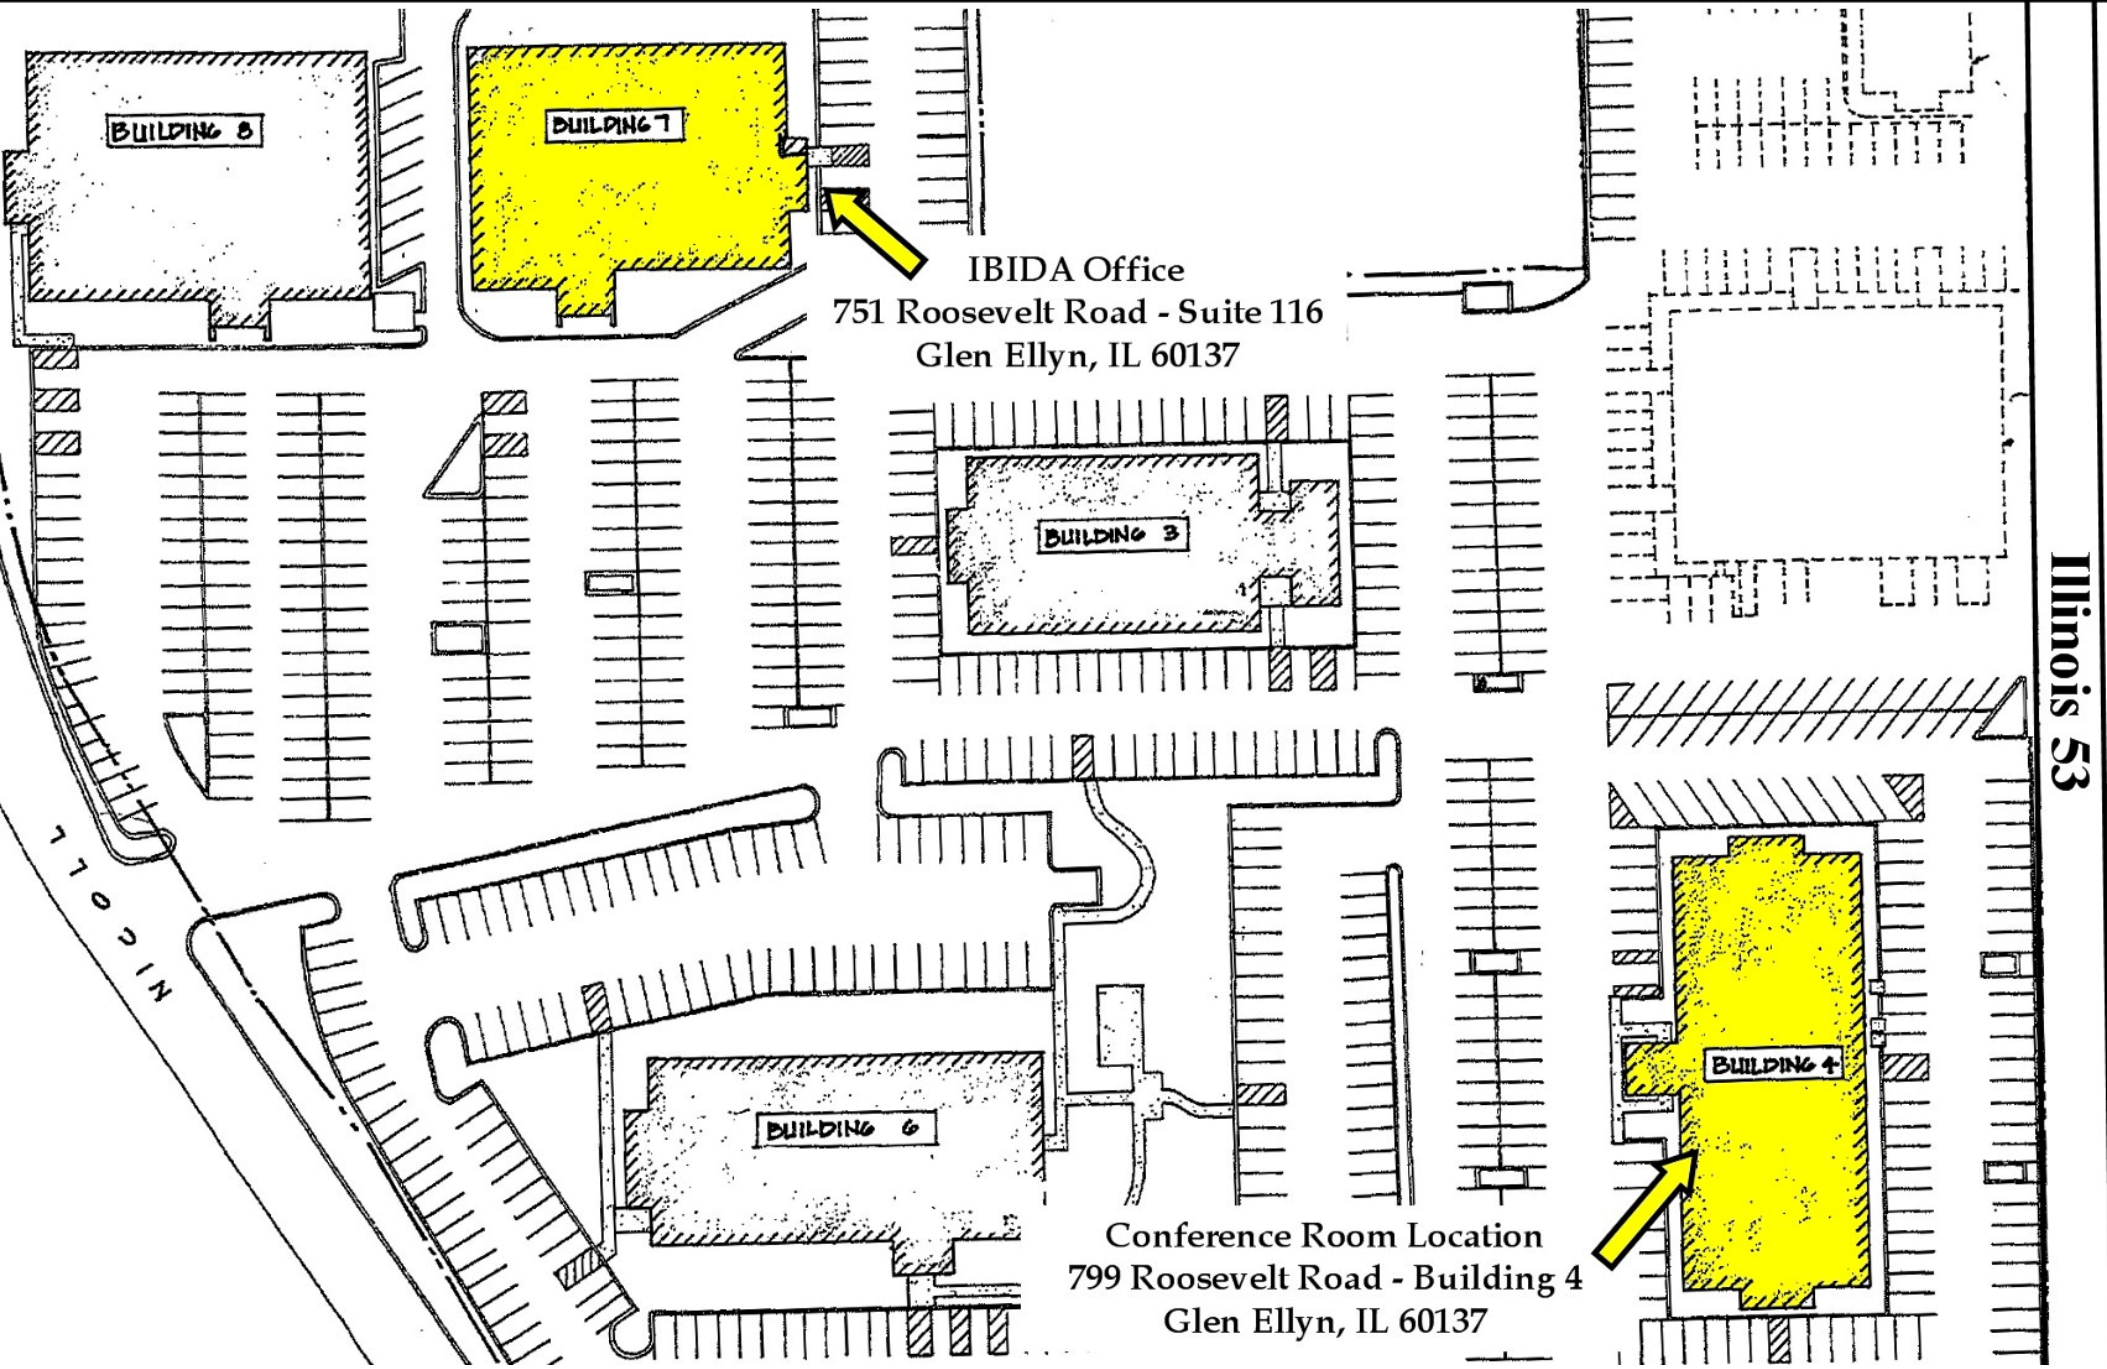 BUILDING 8
BUILDING 7
IBIDA Office
751 Roosevelt Road - Suite 116
Glen Ellyn, IL 60137
BUILDING 3
Illinois 53
NICOLL
BUILDING 4
BUILDING 6
Conference Room Location
799 Roosevelt Road - Building 4
Glen Ellyn, IL 60137